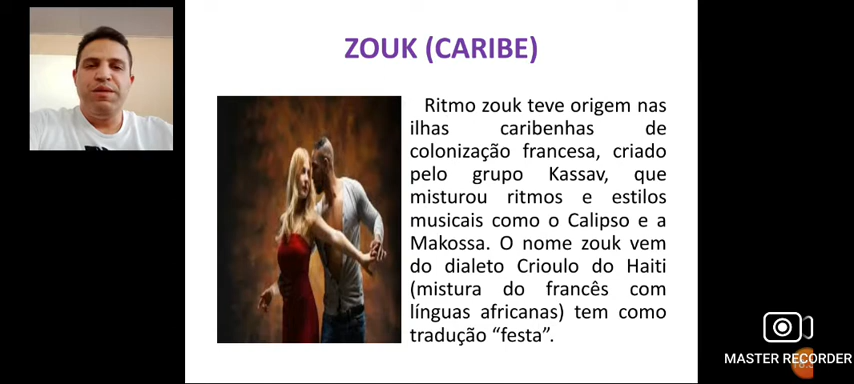 ZOUK (CARIBE)
Ritmo zouk teve origem nas
ilhas caribenhas de
colonização francesa, criado
pelo grupo Kassav, que
misturou ritmos e estilos
musicais como o Calipso e a
Makossa. O nome zouk vem
do dialeto Crioulo do Haiti
(mistura do francês com
línguas africanas) tem como
tradução “festa”.
MASTER RECORDER